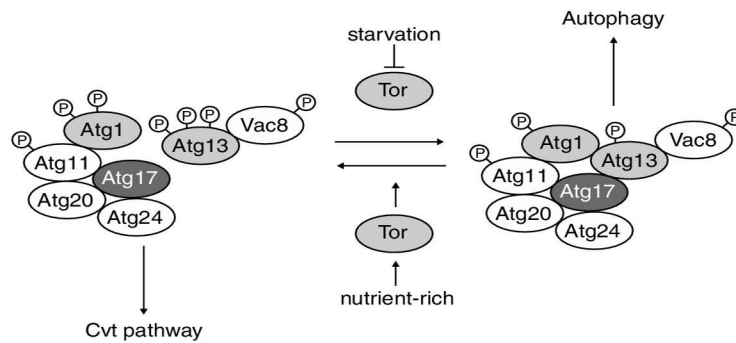 Autophagy
starvation
Tor
P P
Atg1
P P P
Atg13
P
Vac8
P
Atg11
Atg17
Atg20
Atg24
P
Atg1
P
Atg13
P
Vac8
P
Atg11
Atg17
Atg20
Atg24
Tor
nutrient-rich
Cvt pathway